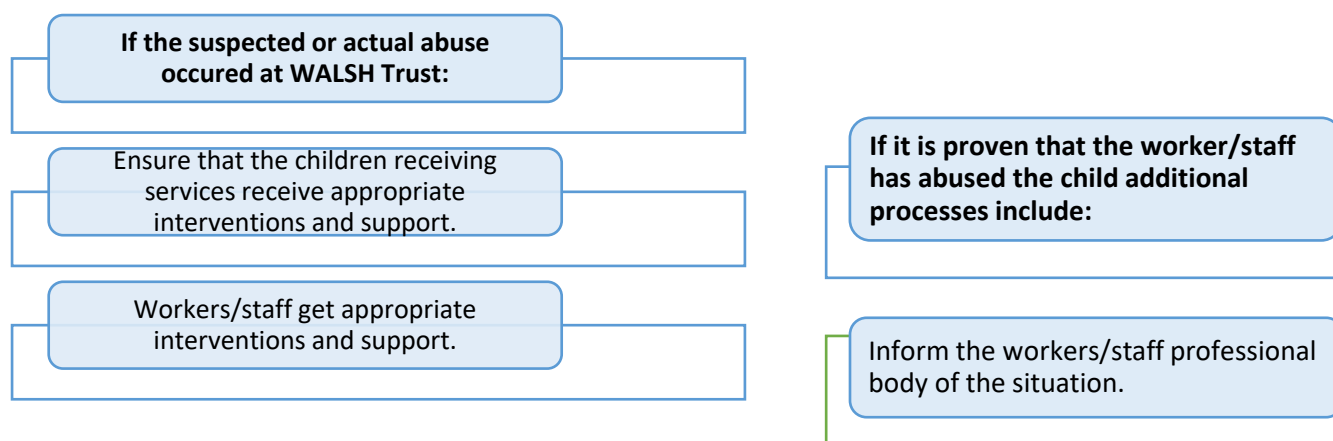 If the suspected or actual abuse
occured at WALSH Trust:
Ensure that the children receiving
services receive appropriate
interventions and support.
Workers/staff get appropriate
interventions and support.
If it is proven that the worker/staff
has abused the child additional
processes include:
Inform the workers/staff professional
body of the situation.